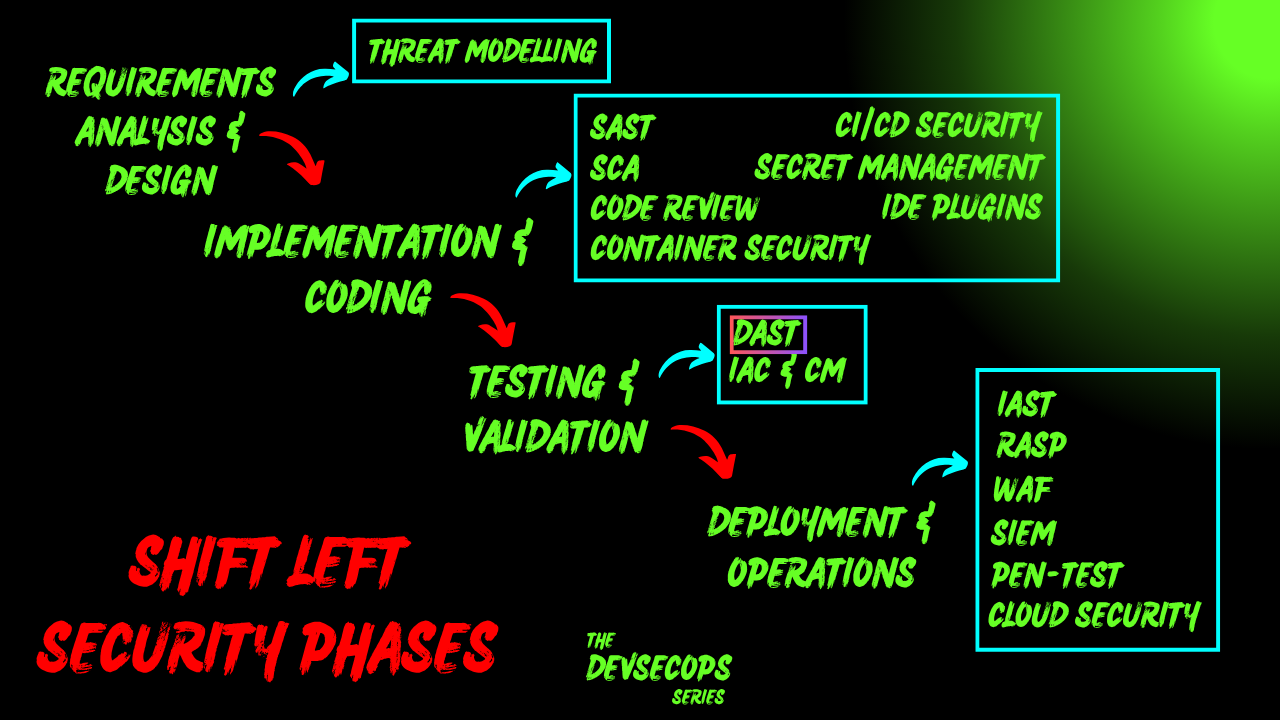 REQUIREMENTS
ANALYSIS &
DESIGN
THREAT MODELLING
IMPLEMENTATION &
CODING
SAST
SCA
CODE REVIEW
CONTAINER SECURITY
CI/CD SECURITY
SECRET MANAGEMENT
IDE PLUGINS
TESTING &
VALIDATION
DAST
IAC & CM
DEPLOYMENT &
OPERATIONS
IAST
RASP
WAF
SIEM
PEN-TEST
CLOUD SECURITY
SHIFT LEFT
SECURITY PHASES
THE
DEVSECOPS
SERIES